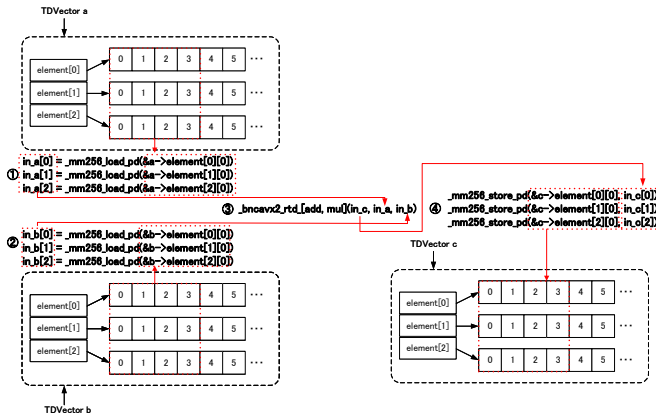 TDVector a
element[0]
element[1]
element[2]
0 1 2 3 4 5 ···
0 1 2 3 4 5 ···
0 1 2 3 4 5 ···
① in_a[0] = _mm256_load_pd(&a->element[0][0])
in_a[1] = _mm256_load_pd(&a->element[1][0])
in_a[2] = _mm256_load_pd(&a->element[2][0])
③ _bncavx2_rtd_[add, mul](in_c, in_a, in_b)
② in_b[0] = _mm256_load_pd(&b->element[0][0])
in_b[1] = _mm256_load_pd(&b->element[1][0])
in_b[2] = _mm256_load_pd(&b->element[2][0])
element[0]
element[1]
element[2]
0 1 2 3 4 5 ···
0 1 2 3 4 5 ···
0 1 2 3 4 5 ···
TDVector b
④ _mm256_store_pd(&c->element[0][0], in_c[0])
_mm256_store_pd(&c->element[1][0], in_c[1])
_mm256_store_pd(&c->element[2][0], in_c[2])
TDVector c
element[0]
element[1]
element[2]
0 1 2 3 4 5 ···
0 1 2 3 4 5 ···
0 1 2 3 4 5 ···